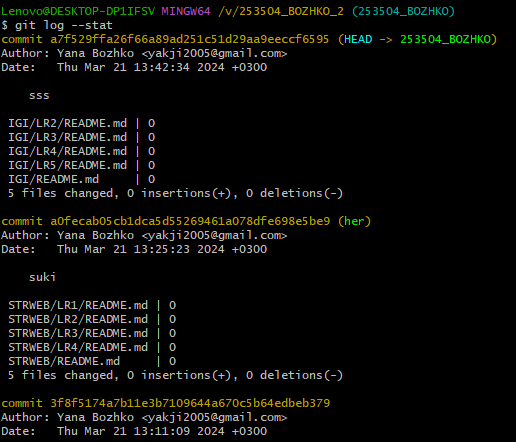 Lenovo@DESKTOP-DP1IFSV MINGW64 /v/253504_BOZHKO_2 (253504_BOZHKO)
$ git log --stat
commit a7f529ffa26f66a89ad251c51d29aa9eeccf6595 (HEAD -> 253504_BOZHKO)
Author: Yana Bozhko <yakji2005@gmail.com>
Date:   Thu Mar 21 13:42:34 2024 +0300
    sss
 IGI/LR2/README.md | 0
 IGI/LR3/README.md | 0
 IGI/LR4/README.md | 0
 IGI/LR5/README.md | 0
 IGI/README.md     | 0
 5 files changed, 0 insertions(+), 0 deletions(-)
commit a0fecab05cb1dca5d55269461a078dfe698e5be9 (her)
Author: Yana Bozhko <yakji2005@gmail.com>
Date:   Thu Mar 21 13:25:23 2024 +0300
    suki
 STRWEB/LR1/README.md | 0
 STRWEB/LR2/README.md | 0
 STRWEB/LR3/README.md | 0
 STRWEB/LR4/README.md | 0
 STRWEB/README.md     | 0
 5 files changed, 0 insertions(+), 0 deletions(-)
commit 3f8f5174a7b11e3b7109644a670c5b64edbeb379
Author: Yana Bozhko <yakji2005@gmail.com>
Date:   Thu Mar 21 13:11:09 2024 +0300